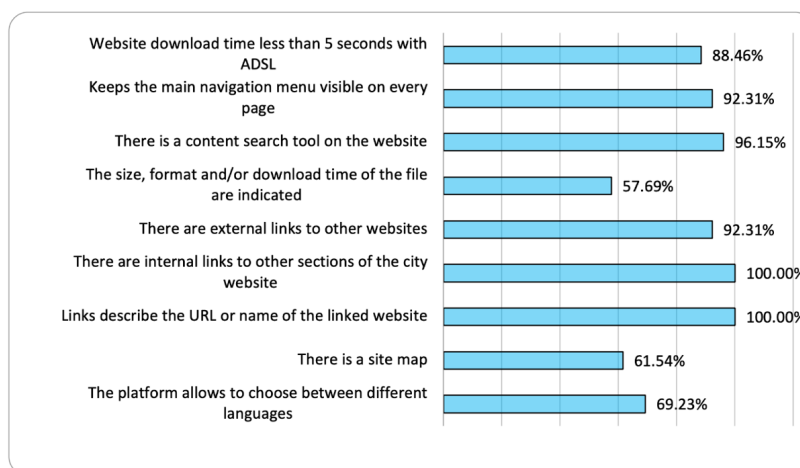 Website download time less than 5 seconds with
ADSL
88.46%
Keeps the main navigation menu visible on every
page
92.31%
There is a content search tool on the website
96.15%
The size, format and/or download time of the file
are indicated
57.69%
There are external links to other websites
92.31%
There are internal links to other sections of the city
website
100.00%
Links describe the URL or name of the linked website
100.00%
There is a site map
61.54%
The platform allows to choose between different
languages
69.23%